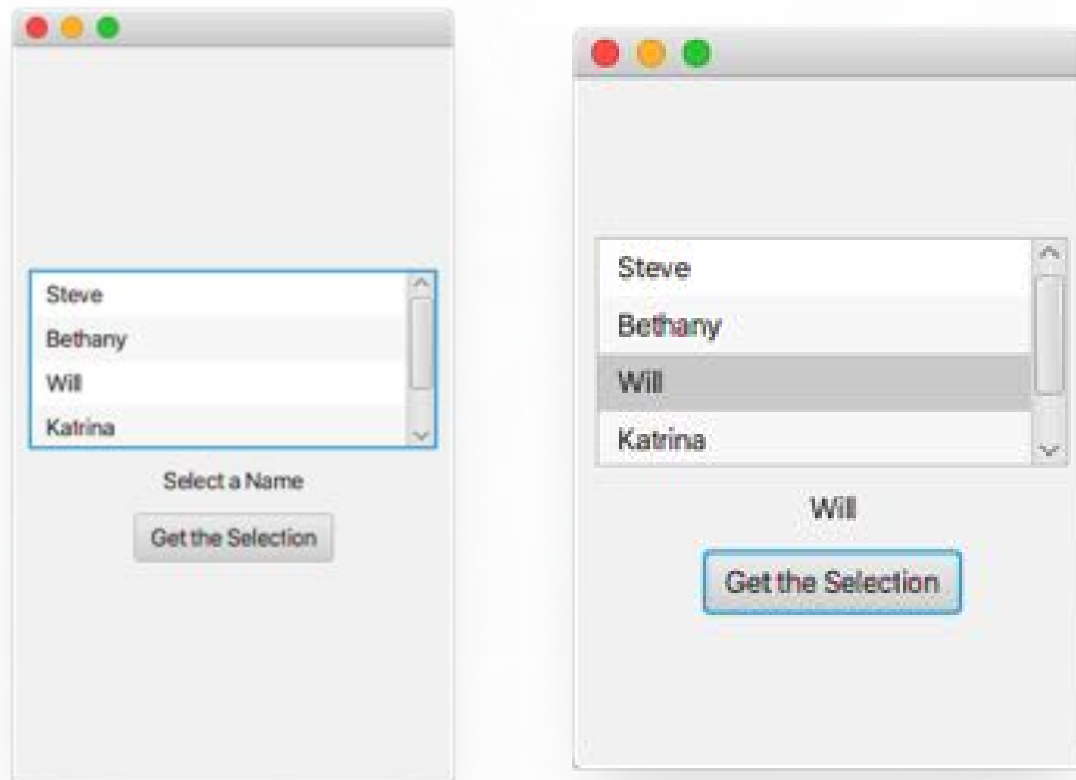 Steve
Bethany
Will
Katrina
Select a Name
Get the Selection
Steve
Bethany
Will
Katrina
Will
Get the Selection